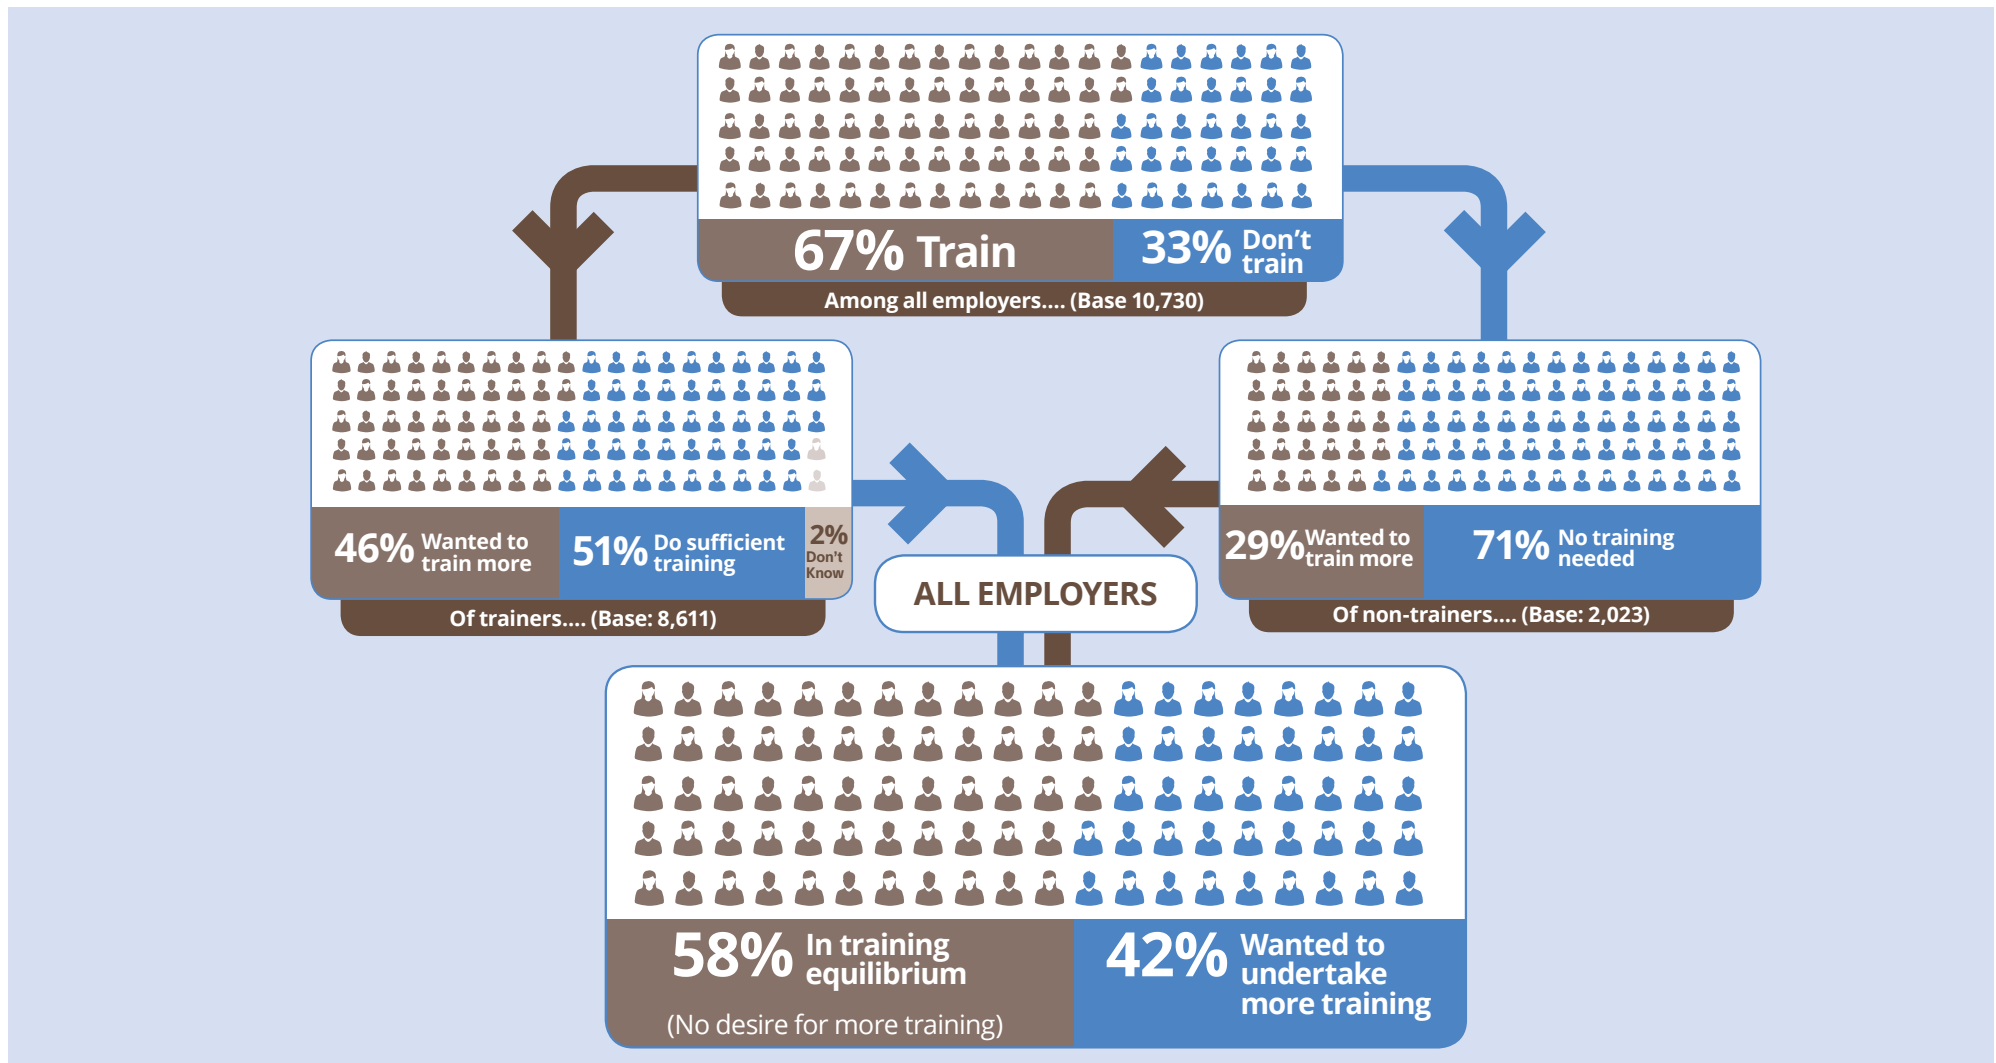 67% Train
33% Don’t
train
Among all employers.... (Base 10,730)
46% Wanted to
train more
51% Do sufficient
training
2%
Don’t
Know
Of trainers.... (Base: 8,611)
29% Wanted to
train more
71% No training
needed
Of non-trainers.... (Base: 2,023)
ALL EMPLOYERS
58% In training
equilibrium
(No desire for more training)
42% Wanted to
undertake
more training